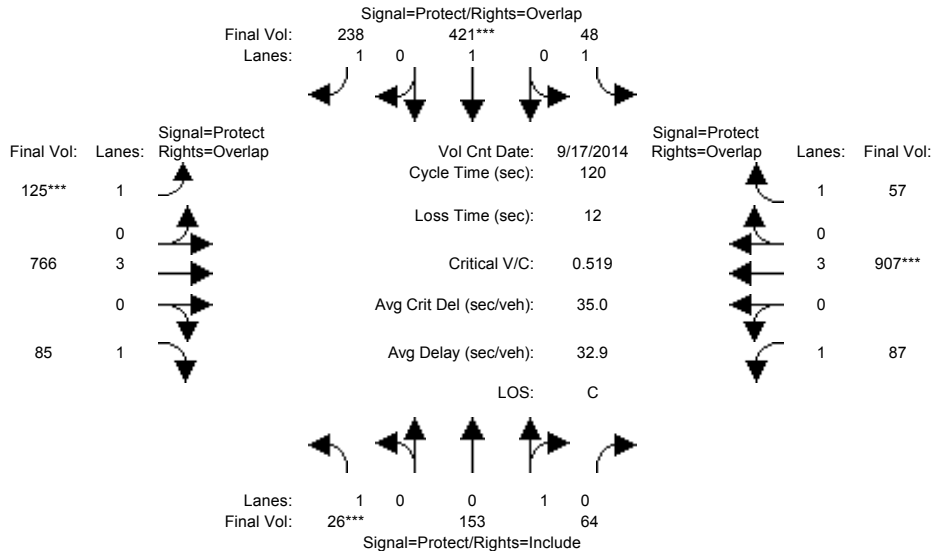 Signal=Protect/Rights=Overlap
Final Vol: 238 421*** 48
Lanes: 1 0 1 0 1
Signal=Protect Signal=Protect
Final Vol: Lanes: Rights=Overlap Vol Cnt Date: 9/17/2014 Rights=Overlap Lanes: Final Vol:
Cycle Time (sec): 120
125*** 1 1 57
Loss Time (sec): 12
0 0
766 3 Critical V/C: 0.519 3 907***
0 Avg Crit Del (sec/veh): 35.0 0
85 1 Avg Delay (sec/veh): 32.9 1 87
LOS: C
Lanes: 1 0 0 1 0
Final Vol: 26*** 153 64
Signal=Protect/Rights=Include